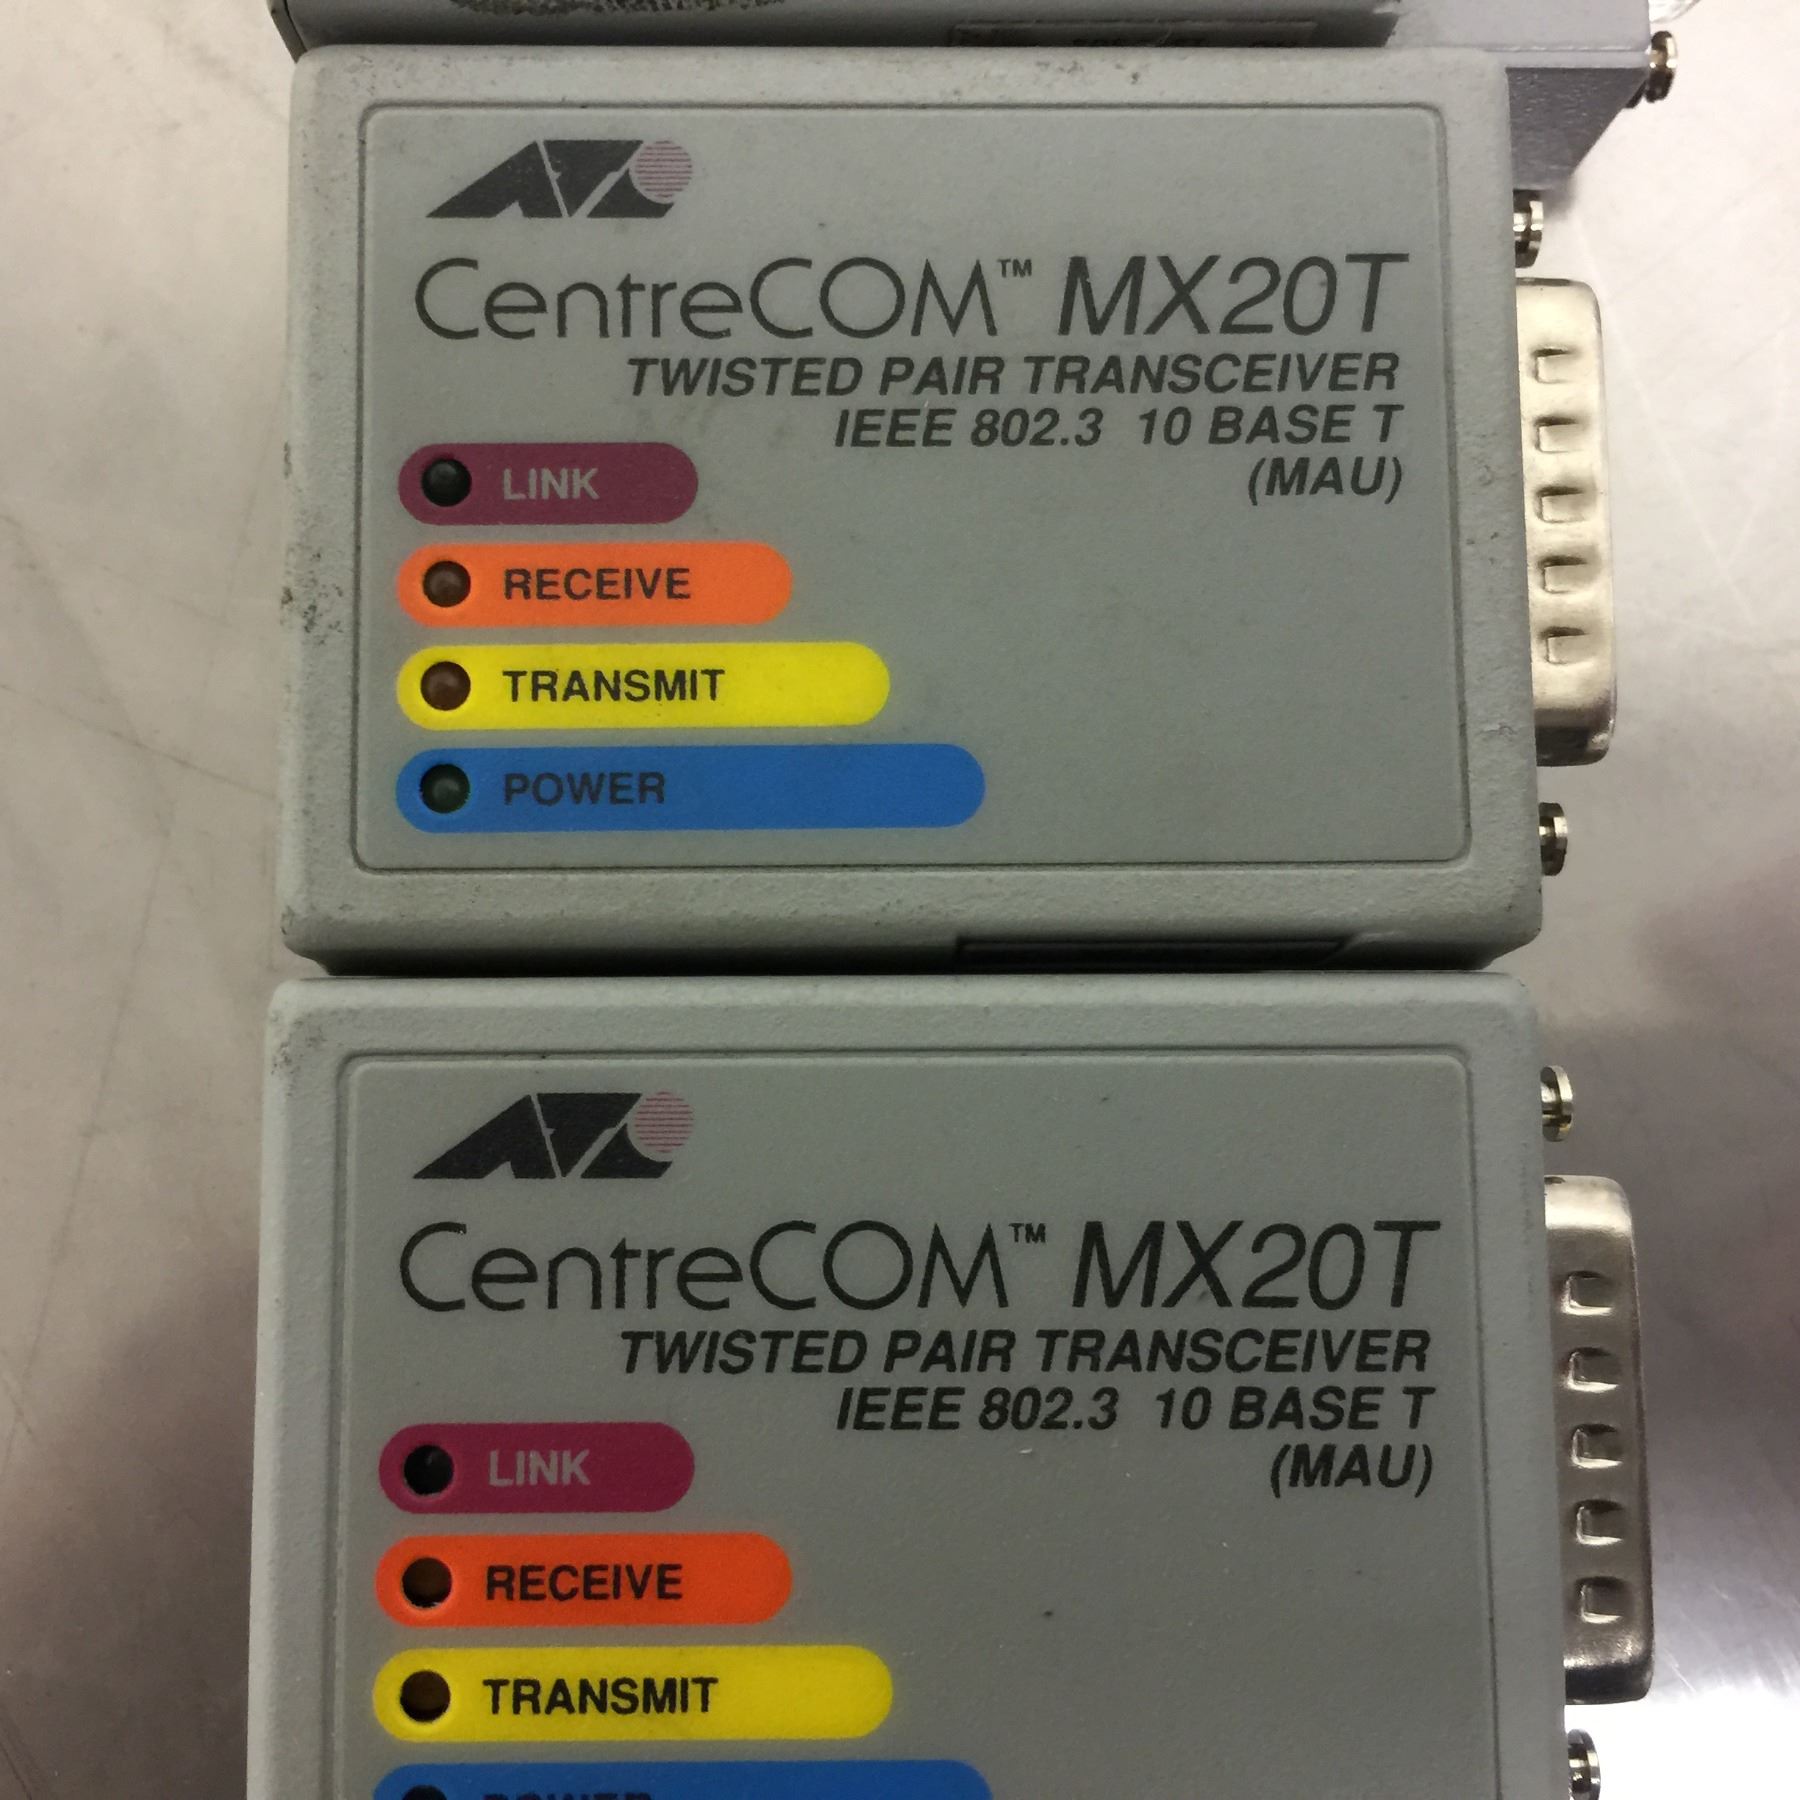 CentreCOM™ MX20T
TWISTED PAIR TRANSCEIVER
IEEE 802.3 10 BASE T
(MAU)
LINK
RECEIVE
TRANSMIT
POWER
CentreCOM™ MX20T
TWISTED PAIR TRANSCEIVER
IEEE 802.3 10 BASE T
(MAU)
LINK
RECEIVE
TRANSMIT
POWER